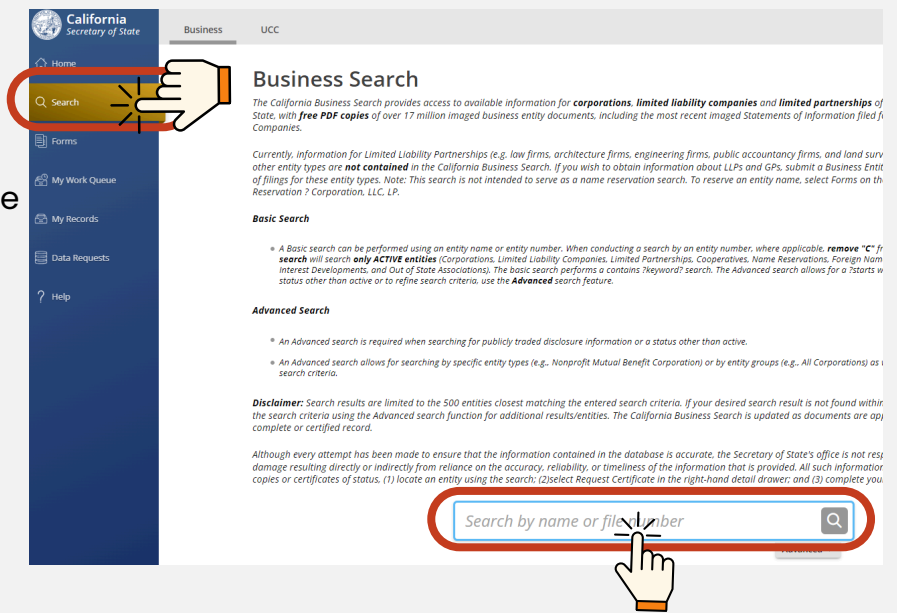 California
Secretary of State
Business
UCC
Home
Search
Forms
My Work Queue
e
My Records
Data Requests
? Help
Business Search
The California Business Search provides access to available information for corporations, limited liability companies and limited partnerships of
State, with free PDF copies of over 17 million imaged business entity documents, including the most recent imaged Statements of Information filed f
Companies.
Currently, information for Limited Liability Partnerships (e.g. law firms, architecture firms, engineering firms, public accountancy firms, and land surv
other entity types are not contained in the California Business Search. If you wish to obtain information about LLPs and GPs, submit a Business Entit
of filings for these entity types. Note: This search is not intended to serve as a name reservation search. To reserve an entity name, select Forms on th
Reservation ? Corporation, LLC, LP.
Basic Search
A Basic search can be performed using an entity name or entity number. When conducting a search by an entity number, where applicable, remove "C" fr
search will search only ACTIVE entities (Corporations, Limited Liability Companies, Limited Partnerships, Cooperatives, Name Reservations, Foreign Nam
Interest Developments, and Out of State Associations). The basic search performs a contains ?keyword? search. The Advanced search allows for a ?starts w
status other than active or to refine search criteria, use the Advanced search feature.
Advanced Search
An Advanced search is required when searching for publicly traded disclosure information or a status other than active.
An Advanced search allows for searching by specific entity types (e.g., Nonprofit Mutual Benefit Corporation) or by entity groups (e.g., All Corporations) as
search criteria.
Disclaimer: Search results are limited to the 500 entities closest matching the entered search criteria. If your desired search result is not found within
the search criteria using the Advanced search function for additional results/entities. The California Business Search is updated as documents are ap
complete or certified record.
Although every attempt has been made to ensure that the information contained in the database is accurate, the Secretary of State's office is not resp
damage resulting directly or indirectly from reliance on the accuracy, reliability, or timeliness of the information that is provided. All such information
copies or certificates of status, (1) locate an entity using the search; (2)select Request Certificate in the right-hand detail drawer; and (3) complete you
Search by name or file number
Advanced